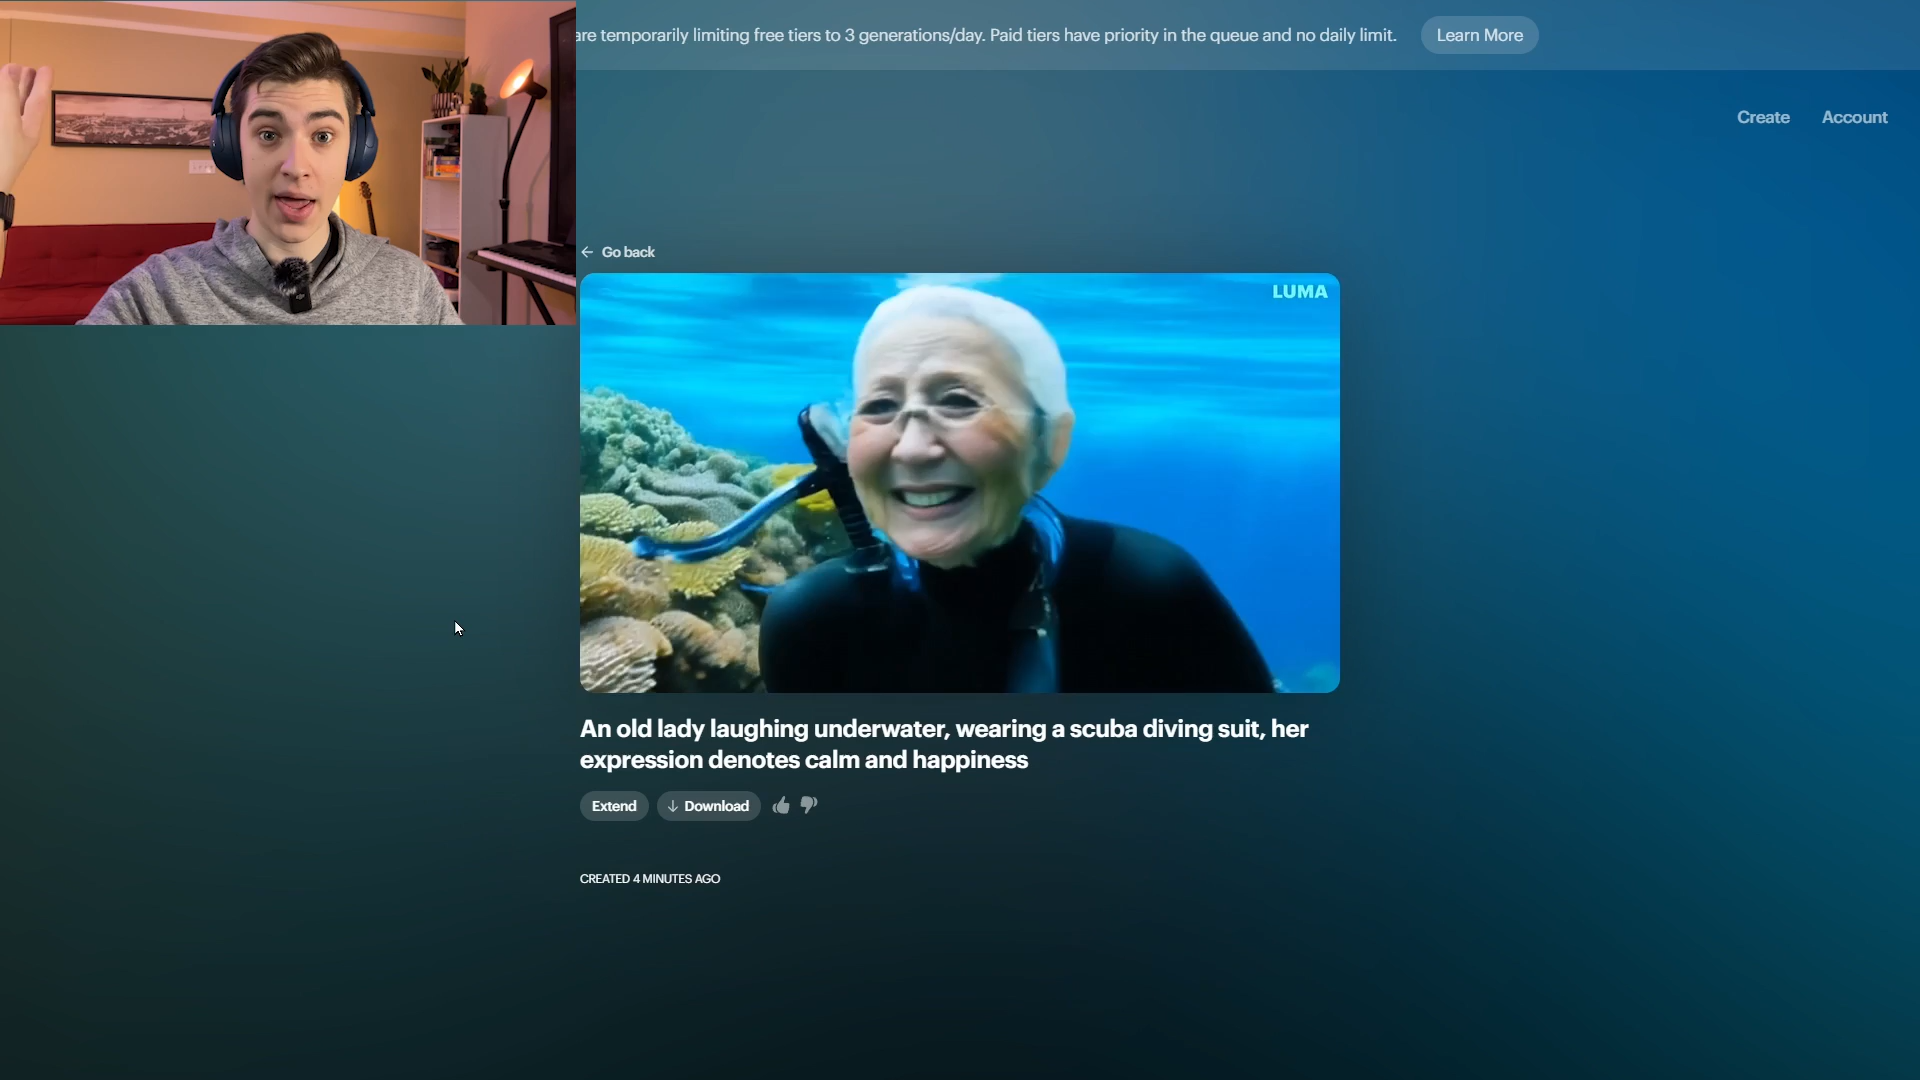 are temporarily limiting free tiers to 3 generations/day. Paid tiers have priority in the queue and no daily limit.
Learn More
Create
Account
← Go back
LUMA
An old lady laughing underwater, wearing a scuba diving suit, her
expression denotes calm and happiness
Extend
↓ Download
CREATED 4 MINUTES AGO